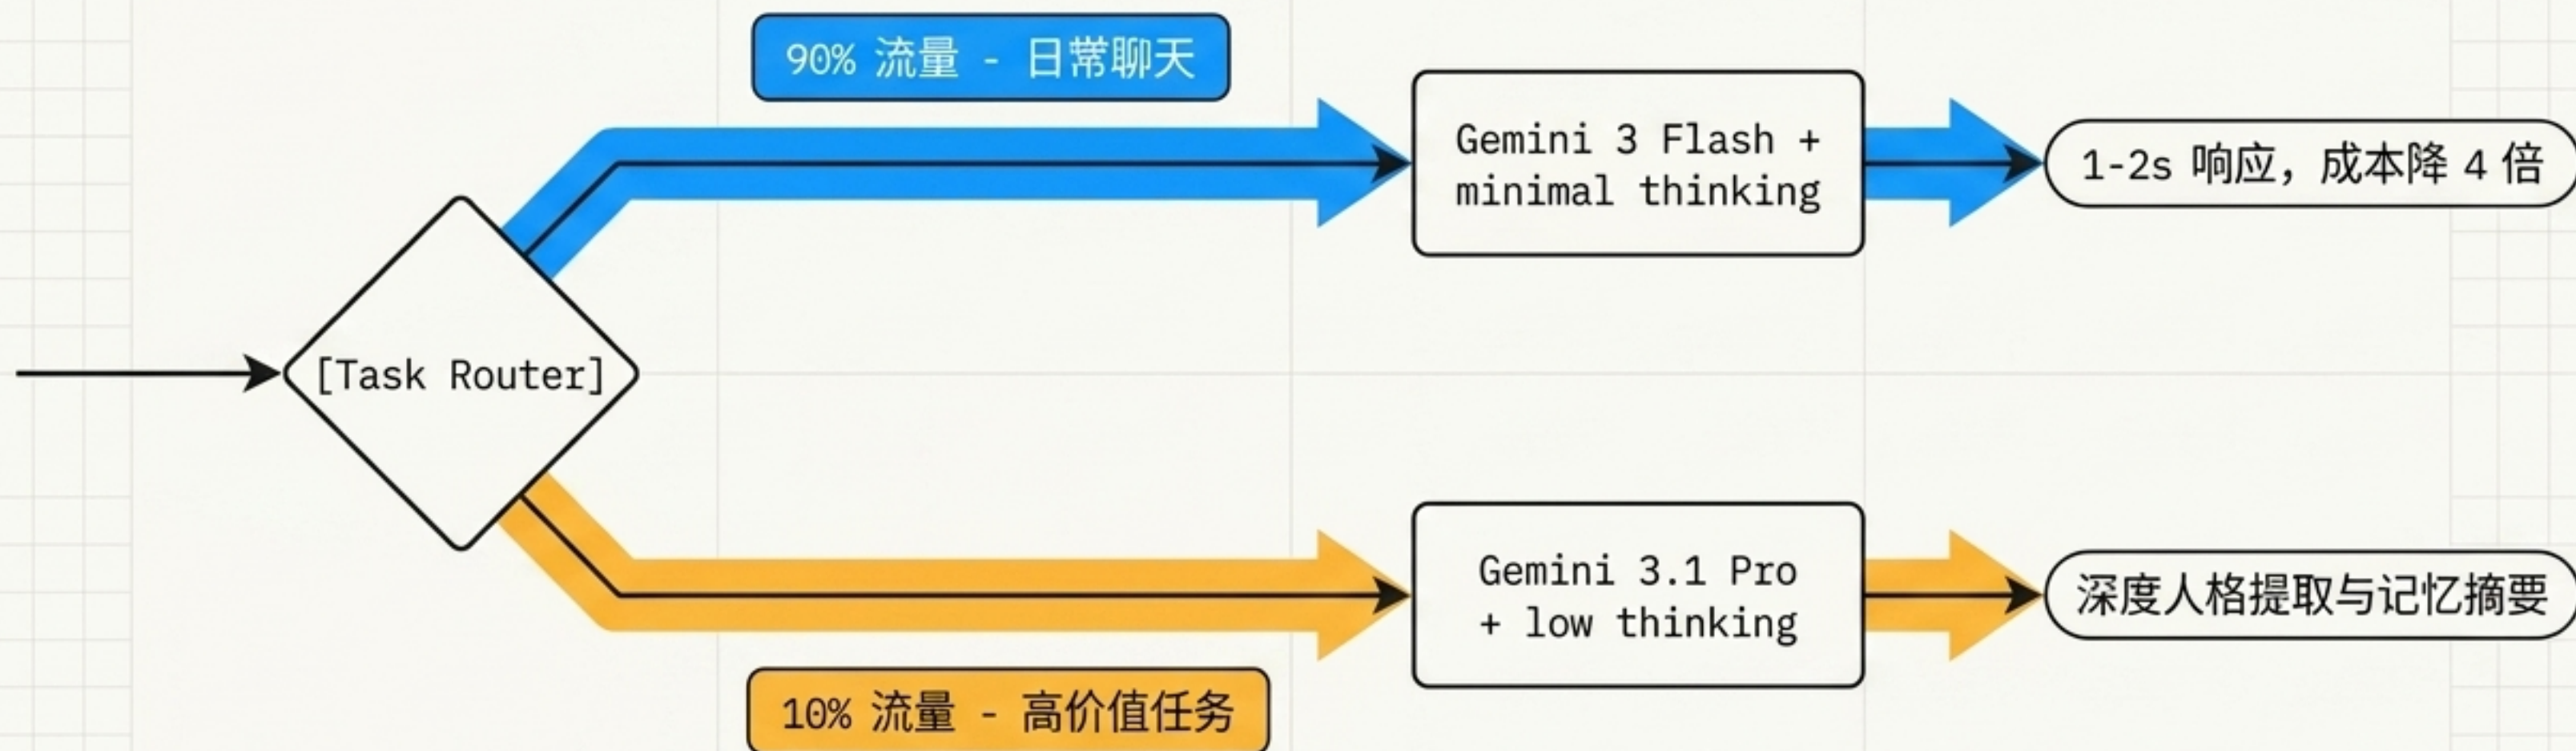 90% 流量 - 日常聊天
Gemini 3 Flash +
minimal thinking
1-2s 响应，成本降 4 倍
[Task Router]
Gemini 3.1 Pro
+ low thinking
深度人格提取与记忆摘要
10% 流量 - 高价值任务